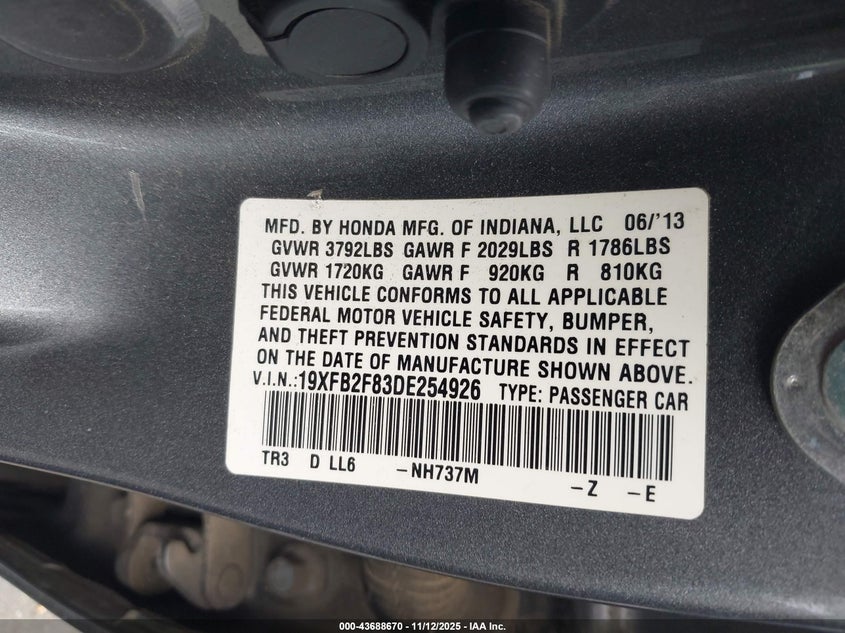 MFD. BY HONDA MFG. OF INDIANA, LLC 06/'13
GVWR 3792LBS GAWR F 2029LBS R 1786LBS
GVWR 1720KG GAWR F 920KG R 810KG
THIS VEHICLE CONFORMS TO ALL APPLICABLE
FEDERAL MOTOR VEHICLE SAFETY, BUMPER,
AND THEFT PREVENTION STANDARDS IN EFFECT
ON THE DATE OF MANUFACTURE SHOWN ABOVE.
V.I.N.:19XFB2F83DE254926 TYPE: PASSENGER CAR
TR3 D LL6 -NH737M -Z -E
000-43688670 - 11/12/2025 - IAA Inc.